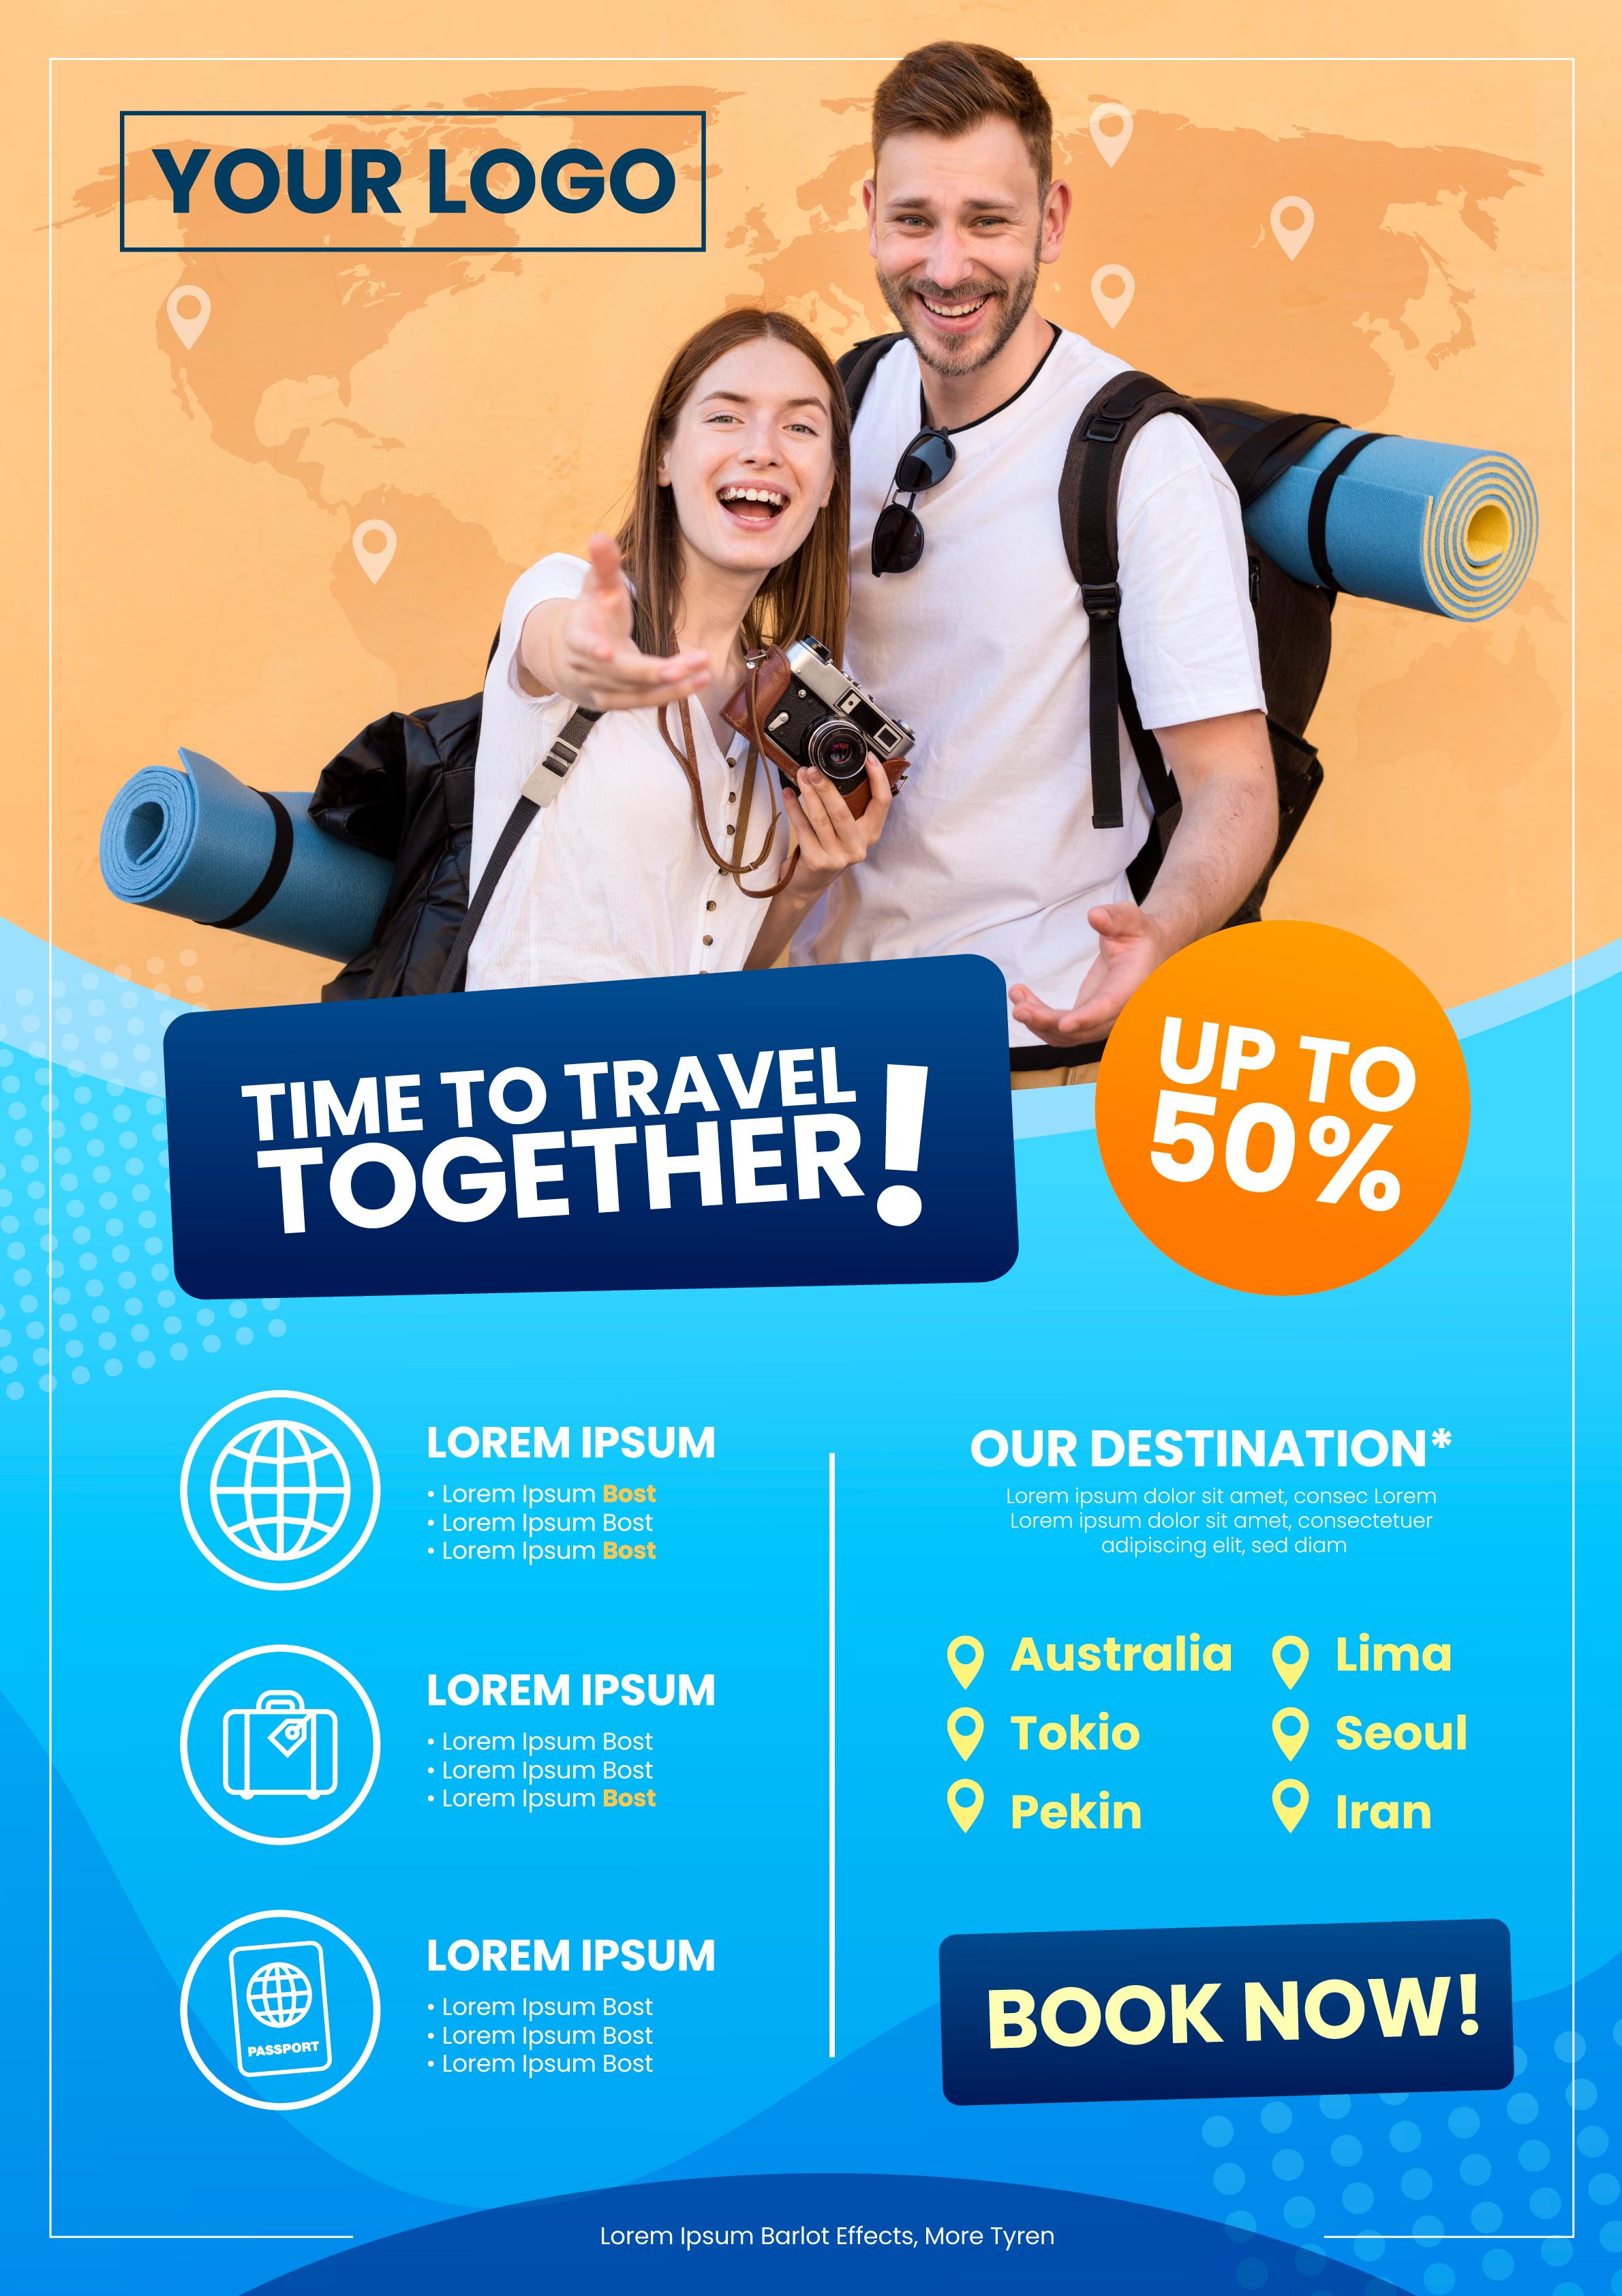 YOUR LOGO
TIME TO TRAVEL
TOGETHER!
UP TO
50%
LOREM IPSUM
• Lorem Ipsum Bost
• Lorem Ipsum Bost
• Lorem Ipsum Bost
LOREM IPSUM
• Lorem Ipsum Bost
• Lorem Ipsum Bost
• Lorem Ipsum Bost
PASSPORT
LOREM IPSUM
• Lorem Ipsum Bost
• Lorem Ipsum Bost
• Lorem Ipsum Bost
OUR DESTINATION*
Lorem ipsum dolor sit amet, consec Lorem
Lorem ipsum dolor sit amet, consectetuer
adipiscing elit, sed diam
Australia
Lima
Tokio
Seoul
Pekin
Iran
BOOK NOW!
Lorem Ipsum Barlot Effects, More Tyren